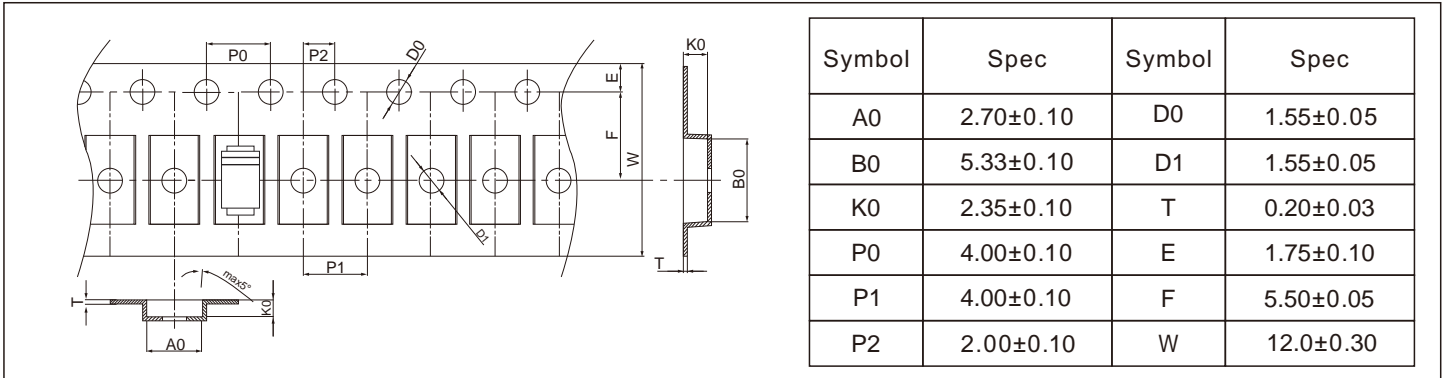 P0
P2
D0
E
F
W
D1
P1
K0
B0
T
T
max5°
K0
A0
Symbol Spec Symbol Spec
A0 2.70±0.10 D0 1.55±0.05
B0 5.33±0.10 D1 1.55±0.05
K0 2.35±0.10 T 0.20±0.03
P0 4.00±0.10 E 1.75±0.10
P1 4.00±0.10 F 5.50±0.05
P2 2.00±0.10 W 12.0±0.30